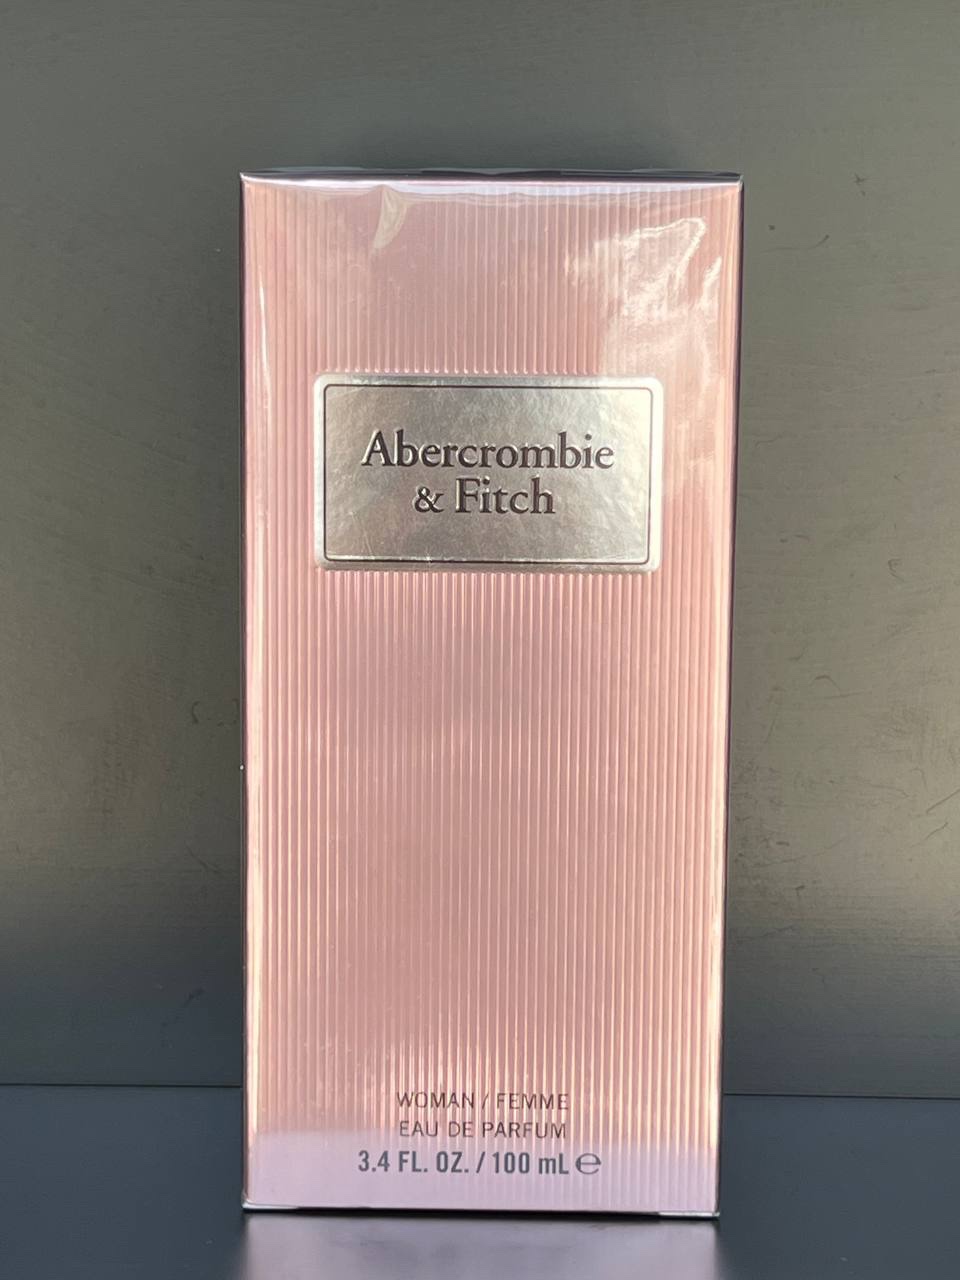 Abercrombie
& Fitch
WOMAN / FEMME
EAU DE PARFUM
3.4 FL. OZ. / 100 mL ℮